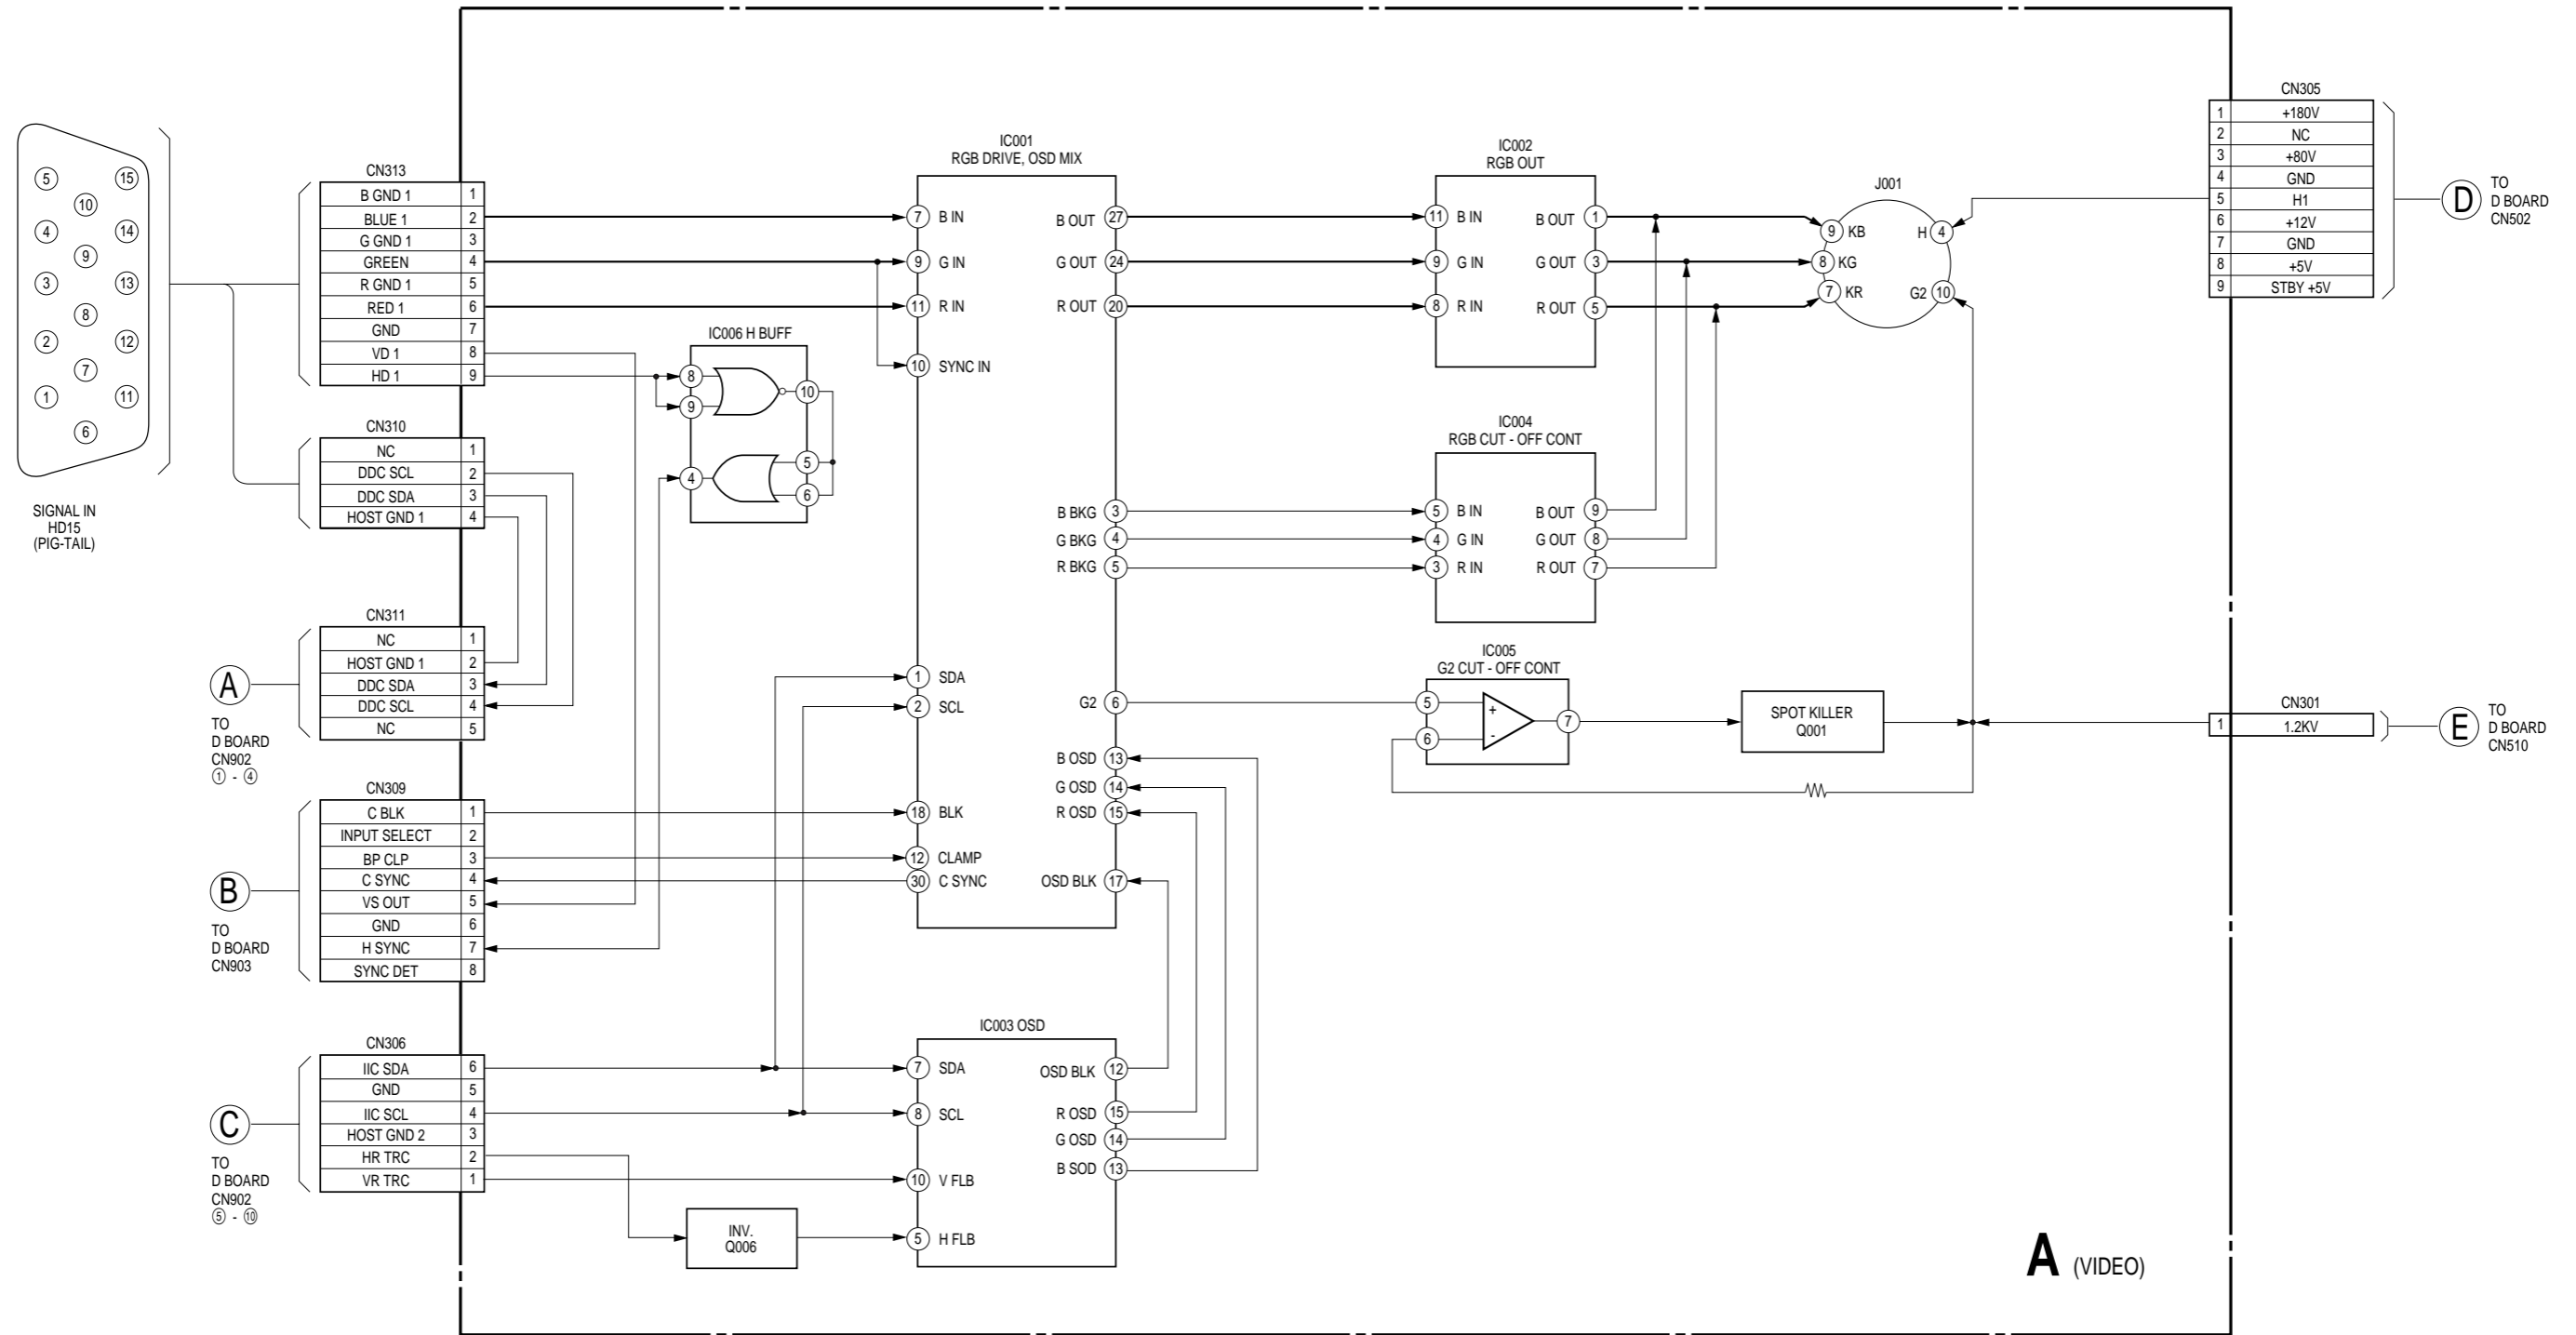 5
15
10
4
14
9
3
13
8
2
12
7
1
11
6
SIGNAL IN
HD15
(PIG-TAIL)
CN313
B GND 1 1
BLUE 1 2
G GND 1 3
GREEN 4
R GND 1 5
RED 1 6
GND 7
VD 1 8
HD 1 9
CN310
NC 1
DDC SCL 2
DDC SDA 3
HOST GND 1 4
CN311
NC 1
HOST GND 1 2
DDC SDA 3
DDC SCL 4
NC 5
A
TO
D BOARD
CN902
① - ④
CN309
C BLK 1
INPUT SELECT 2
BP CLP 3
C SYNC 4
VS OUT 5
GND 6
H SYNC 7
SYNC DET 8
B
TO
D BOARD
CN903
CN306
IIC SDA 6
GND 5
IIC SCL 4
HOST GND 2 3
HR TRC 2
VR TRC 1
C
TO
D BOARD
CN902
⑤ - ⑩
IC006 H BUFF
8
9
10
5
6
4
INV.
Q006
IC001
RGB DRIVE, OSD MIX
7 B IN
9 G IN
11 R IN
10 SYNC IN
1 SDA
2 SCL
18 BLK
12 CLAMP
30 C SYNC
B OUT 27
G OUT 24
R OUT 20
B BKG 3
G BKG 4
R BKG 5
G2 6
B OSD 13
G OSD 14
R OSD 15
OSD BLK 17
IC003 OSD
7 SDA
8 SCL
10 V FLB
5 H FLB
OSD BLK 12
R OSD 15
G OSD 14
B SOD 13
IC002
RGB OUT
11 B IN
9 G IN
8 R IN
B OUT 1
G OUT 3
R OUT 5
IC004
RGB CUT - OFF CONT
5 B IN
4 G IN
3 R IN
B OUT 9
G OUT 8
R OUT 7
IC005
G2 CUT - OFF CONT
5
6
+
-
7
SPOT KILLER
Q001
J001
9 KB
8 KG
7 KR
H 4
G2 10
CN305
1 +180V
2 NC
3 +80V
4 GND
5 H1
6 +12V
7 GND
8 +5V
9 STBY +5V
D
TO
D BOARD
CN502
CN301
1 1.2KV
E
TO
D BOARD
CN510
A (VIDEO)